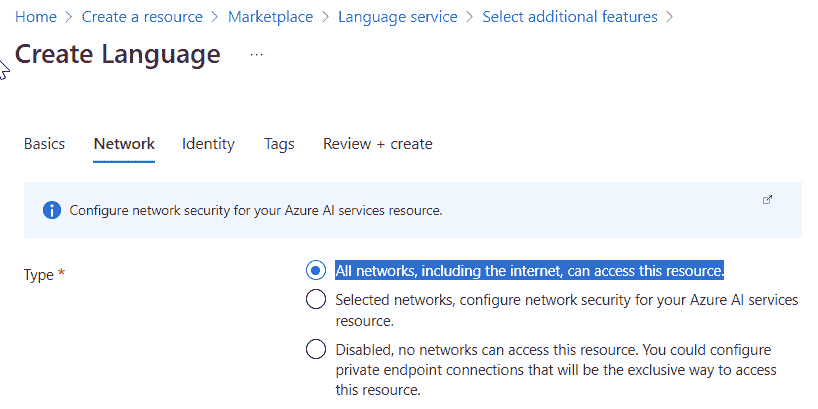 Home > Create a resource > Marketplace > Language service > Select additional features >
Create Language ...
Basics Network Identity Tags Review + create
Configure network security for your Azure AI services resource.
Type * All networks, including the internet, can access this resource.
Selected networks, configure network security for your Azure AI services
resource.
Disabled, no networks can access this resource. You could configure
private endpoint connections that will be the exclusive way to access
this resource.